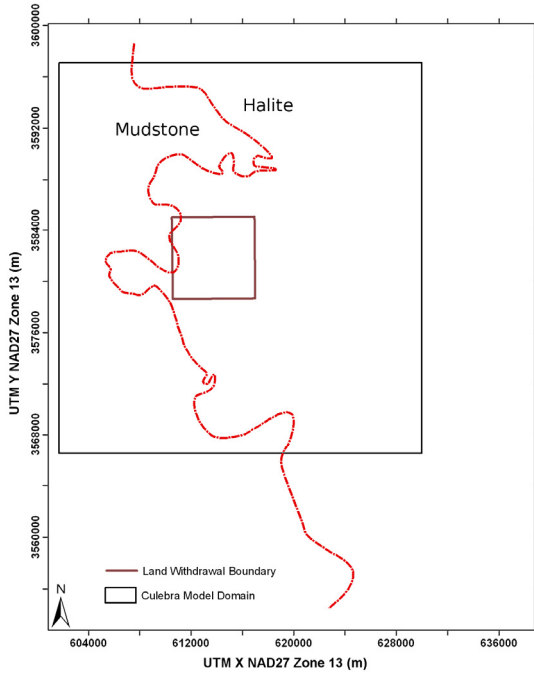 3600000
Halite
Mudstone
3592000
3584000
3576000
3568000
3560000
UTM Y NAD27 Zone 13 (m)
Land Withdrawal Boundary
Culebra Model Domain
N
604000 612000 620000 628000 636000
UTM X NAD27 Zone 13 (m)